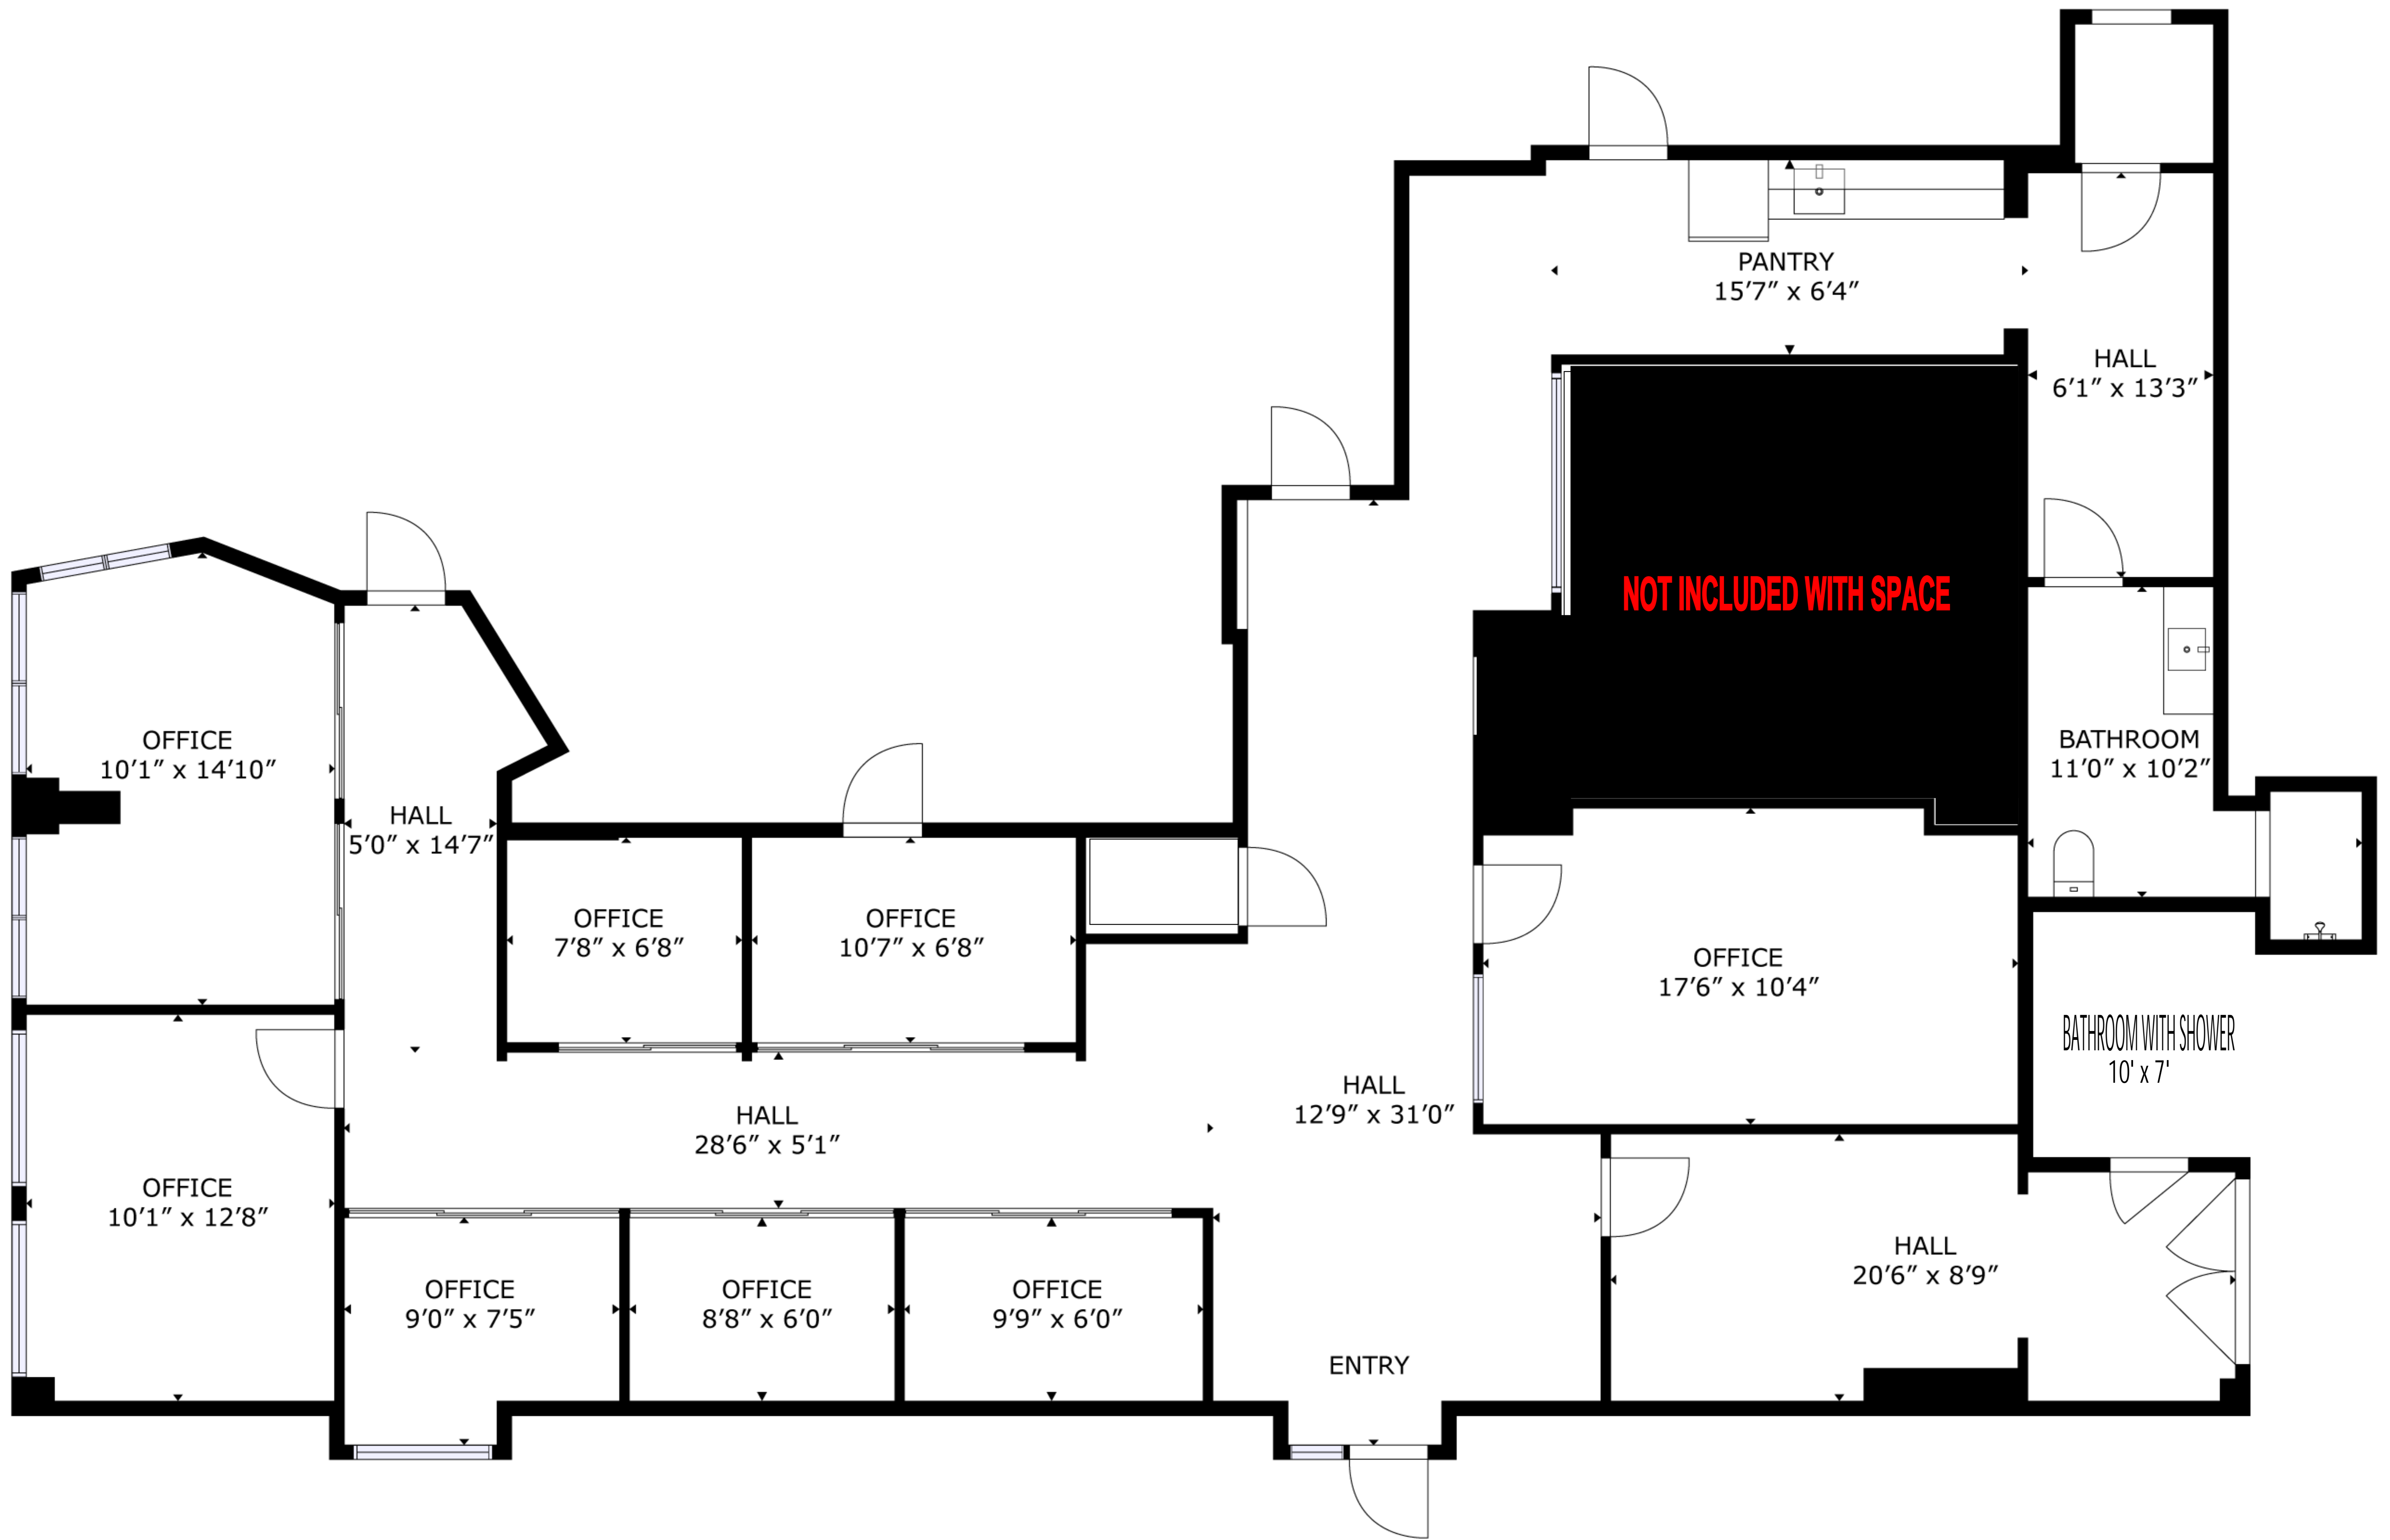 PANTRY
15’7” x 6’4”
HALL
6’1” x 13’3”
NOT INCLUDED WITH SPACE
OFFICE
10’1” x 14’10”
HALL
5’0” x 14’7”
BATHROOM
11’0” x 10’2”
OFFICE
7’8” x 6’8”
OFFICE
10’7” x 6’8”
OFFICE
17’6” x 10’4”
BATHROOM WITH SHOWER
10' x 7'
HALL
28’6” x 5’1”
HALL
12’9” x 31’0”
OFFICE
10’1” x 12’8”
HALL
20’6” x 8’9”
OFFICE
9’0” x 7’5”
OFFICE
8’8” x 6’0”
OFFICE
9’9” x 6’0”
ENTRY